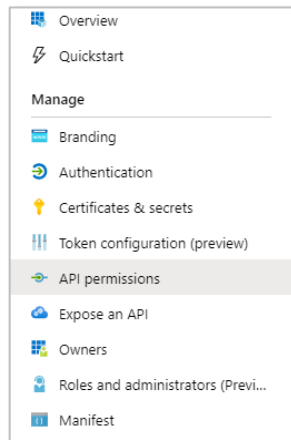 Overview
Quickstart
Manage
Branding
Authentication
Certificates & secrets
Token configuration (preview)
API permissions
Expose an API
Owners
Roles and administrators (Previ...
Manifest